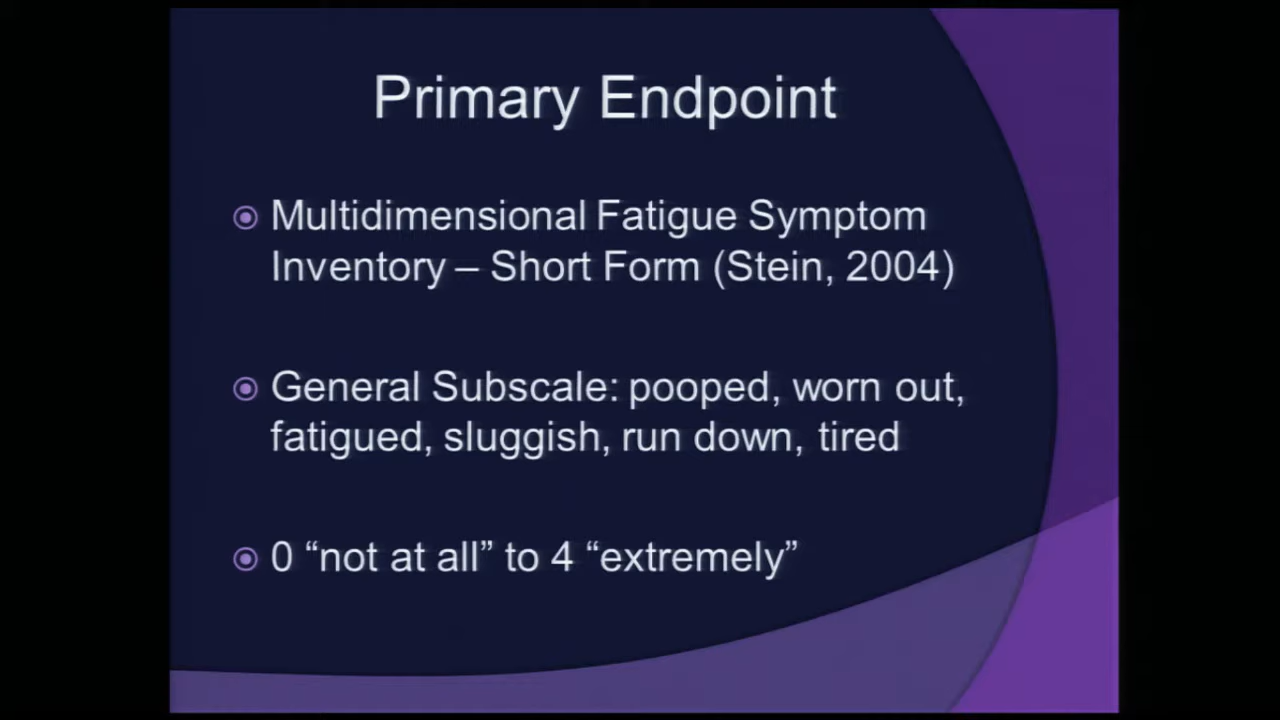 Primary Endpoint
Multidimensional Fatigue Symptom
Inventory – Short Form (Stein, 2004)
General Subscale: pooped, worn out,
fatigued, sluggish, run down, tired
0 “not at all” to 4 “extremely”